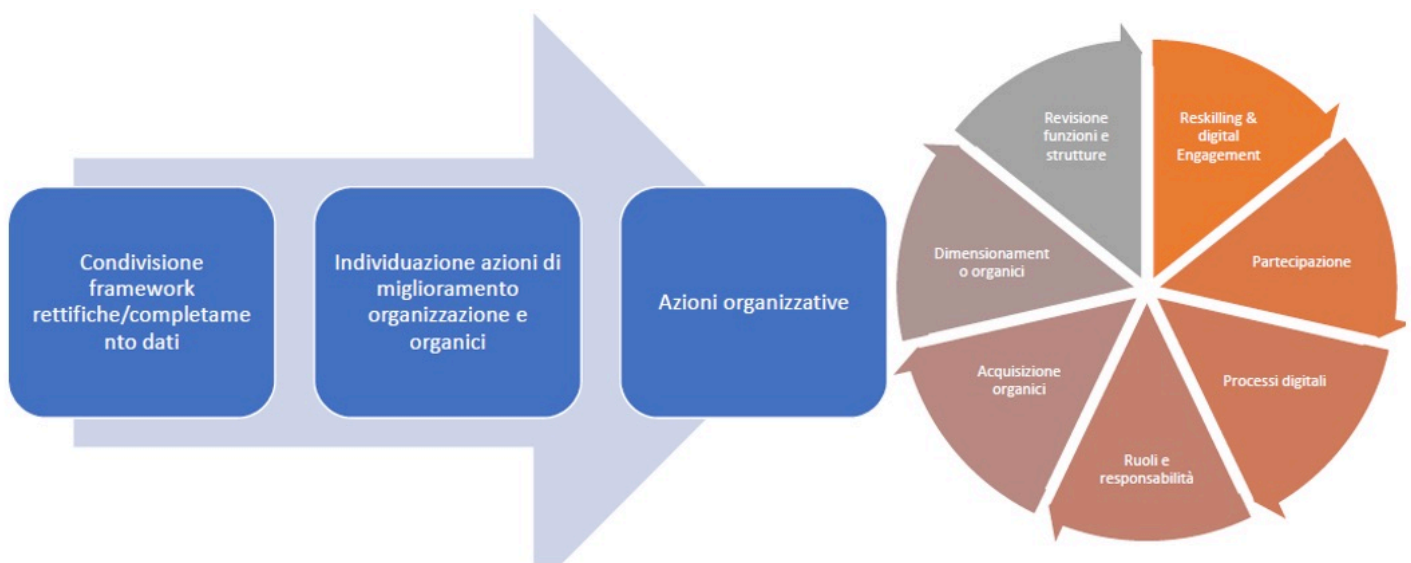 Condivisione
framework
rettifiche/completame
nto dati
Individuazione azioni di
miglioramento
organizzazione e
organici
Azioni organizzative
Revisione
funzioni e
strutture
Reskilling &
digital
Engagement
Partecipazione
Processi digitali
Ruoli e
responsabilità
Acquisizione
organici
Dimensionament
o organici